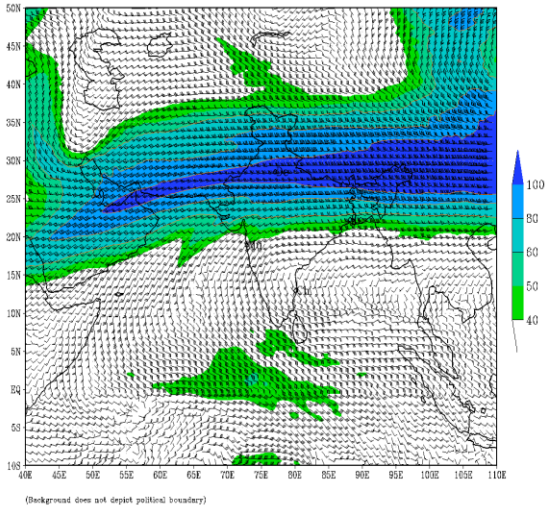 50N
45N
40N
35N
30N
25N
20N
15N
10N
5N
EQ
5S
10S
40E 45E 50E 55E 60E 65E 70E 75E 80E 85E 90E 95E 100E 105E 110E
100
80
60
50
40
(Background does not depict political boundary)